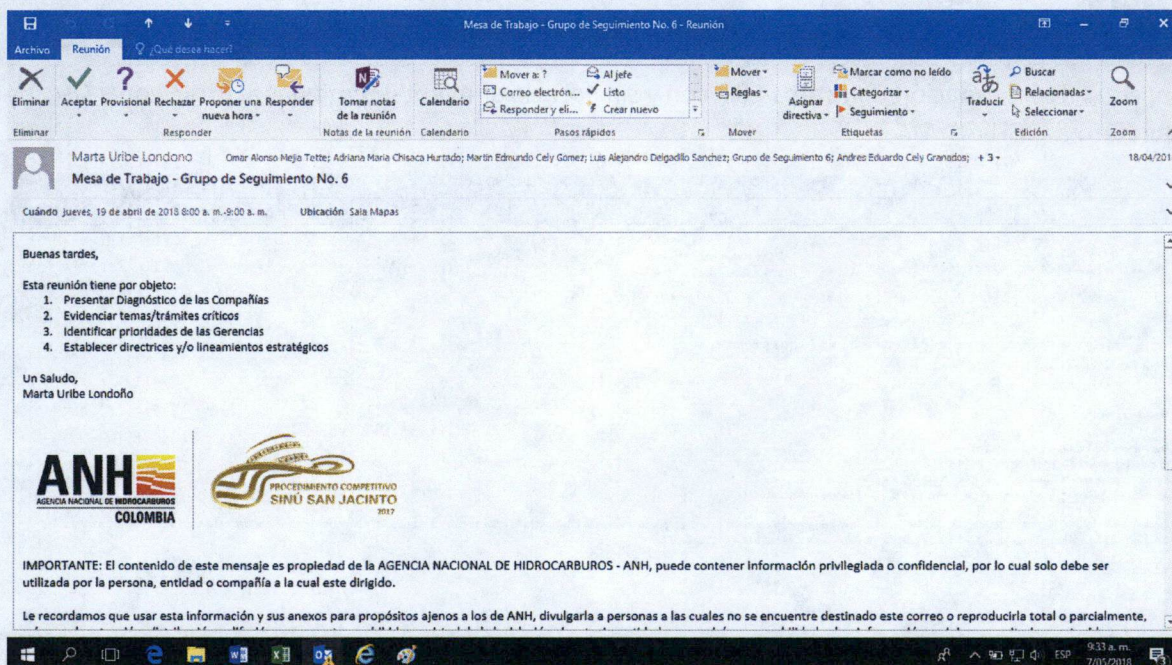 Mesa de Trabajo - Grupo de Seguimiento No. 6 - Reunión
Archivo Reunión ¿Qué desea hacer?
Eliminar
Aceptar Provisional Rechazar Proponer una nueva hora Responder
Tomar notas de la reunión
Calendario
Mover a: ? Al jefe
Correo electrón... Listo
Responder y eli... Crear nuevo
Mover
Reglas
Asignar directiva
Marcar como no leído
Categorizar
Seguimiento
Traducir
Buscar
Relacionadas
Seleccionar
Zoom
Eliminar Responder Notas de la reunión Calendario Pasos rápidos Mover Etiquetas Edición Zoom
Marta Uribe Londono Omar Alonso Mejia Tette; Adriana Maria Chisaca Hurtado; Martin Edmundo Cely Gomez; Luis Alejandro Delgadillo Sanchez; Grupo de Seguimiento 6; Andres Eduardo Cely Granados; + 3 18/04/201
Mesa de Trabajo - Grupo de Seguimiento No. 6
Cuándo jueves, 19 de abril de 2018 8:00 a. m.-9:00 a. m. Ubicación Sala Mapas
Buenas tardes,
Esta reunión tiene por objeto:
1. Presentar Diagnóstico de las Compañías
2. Evidenciar temas/trámites críticos
3. Identificar prioridades de las Gerencias
4. Establecer directrices y/o lineamientos estratégicos
Un Saludo,
Marta Uribe Londoño
ANH
AGENCIA NACIONAL DE HIDROCARBUROS
COLOMBIA
PROCEDIMIENTO COMPETITIVO
SINÚ SAN JACINTO
2017
IMPORTANTE: El contenido de este mensaje es propiedad de la AGENCIA NACIONAL DE HIDROCARBUROS - ANH, puede contener información privilegiada o confidencial, por lo cual solo debe ser
utilizada por la persona, entidad o compañía a la cual este dirigido.
Le recordamos que usar esta información y sus anexos para propósitos ajenos a los de ANH, divulgarla a personas a las cuales no se encuentre destinado este correo o reproducirla total o parcialmente,
ESP
9:33 a. m.
7/05/2018